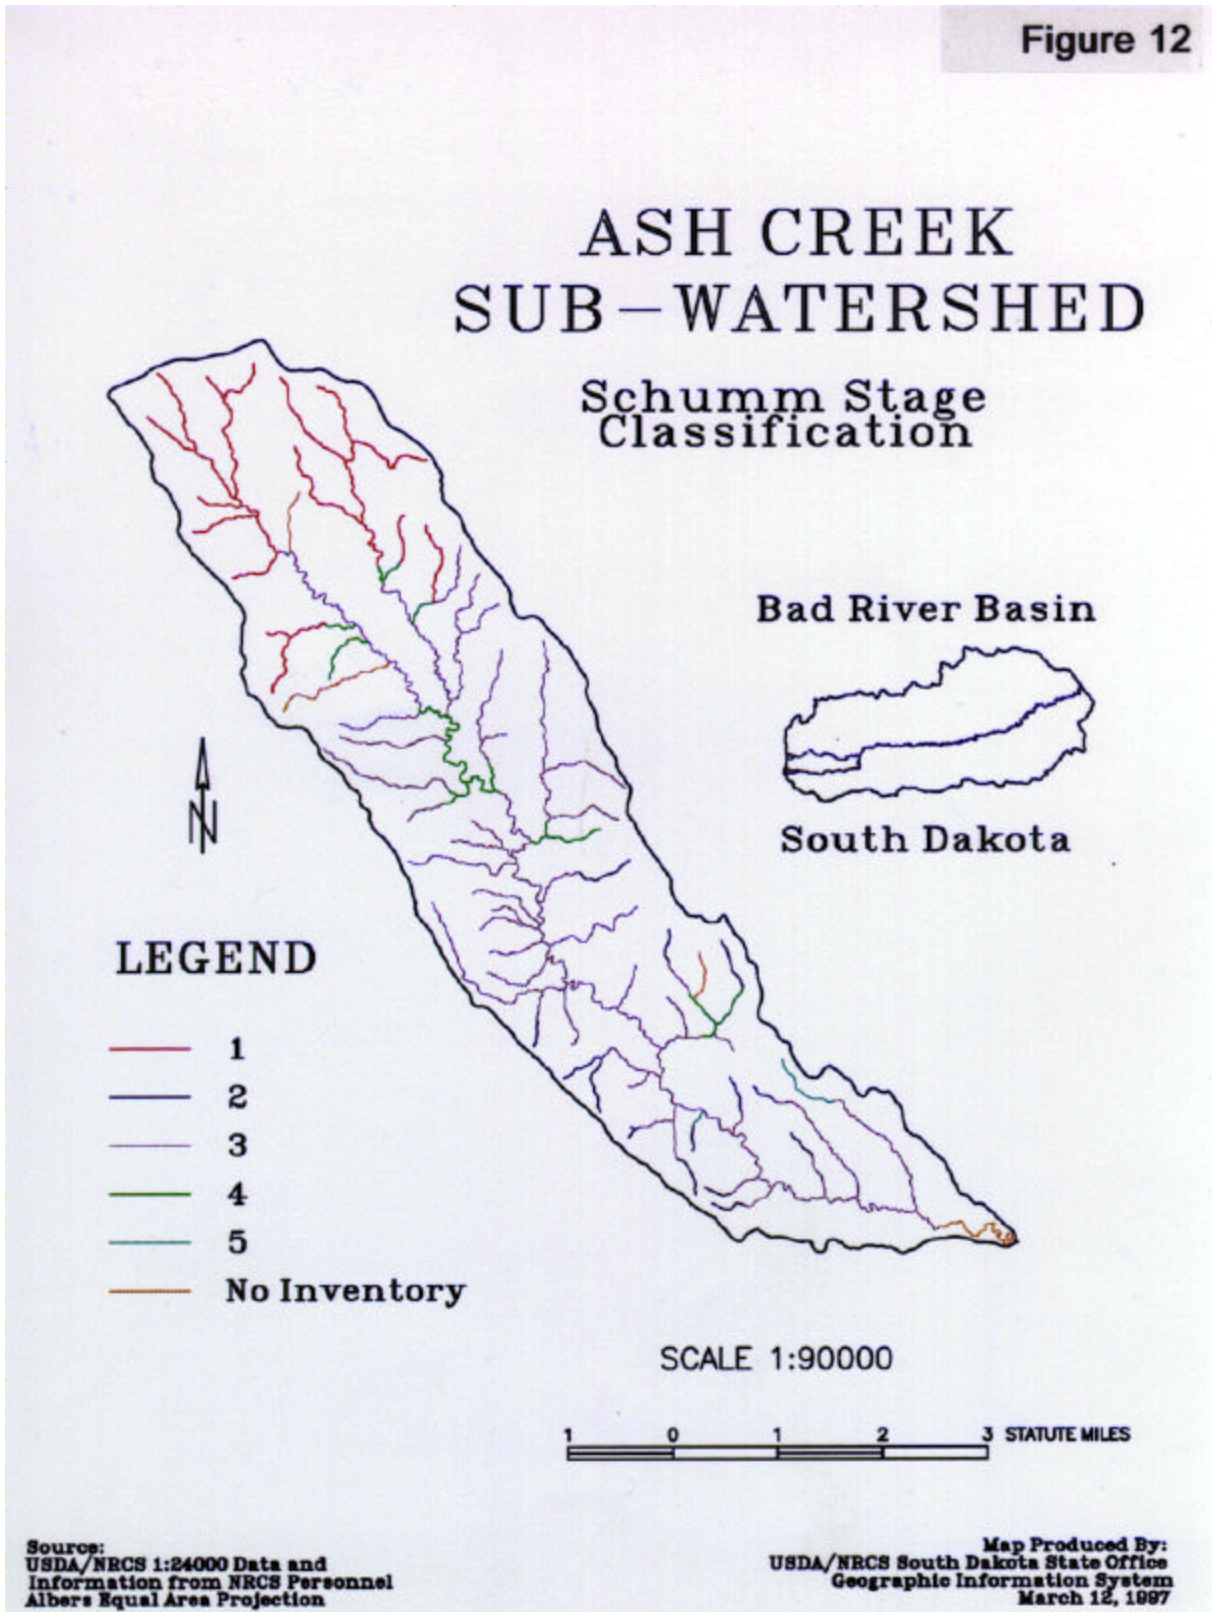 Figure 12
ASH CREEK
SUB-WATERSHED
Schumm Stage
Classification
Bad River Basin
South Dakota
N
LEGEND
1
2
3
4
5
No Inventory
SCALE 1:90000
1 0 1 2 3 STATUTE MILES
Source:
USDA/NRCS 1:24000 Data and
Information from NRCS Personnel
Albers Equal Area Projection
Map Produced By:
USDA/NRCS South Dakota State Office
Geographic Information System
March 12, 1997